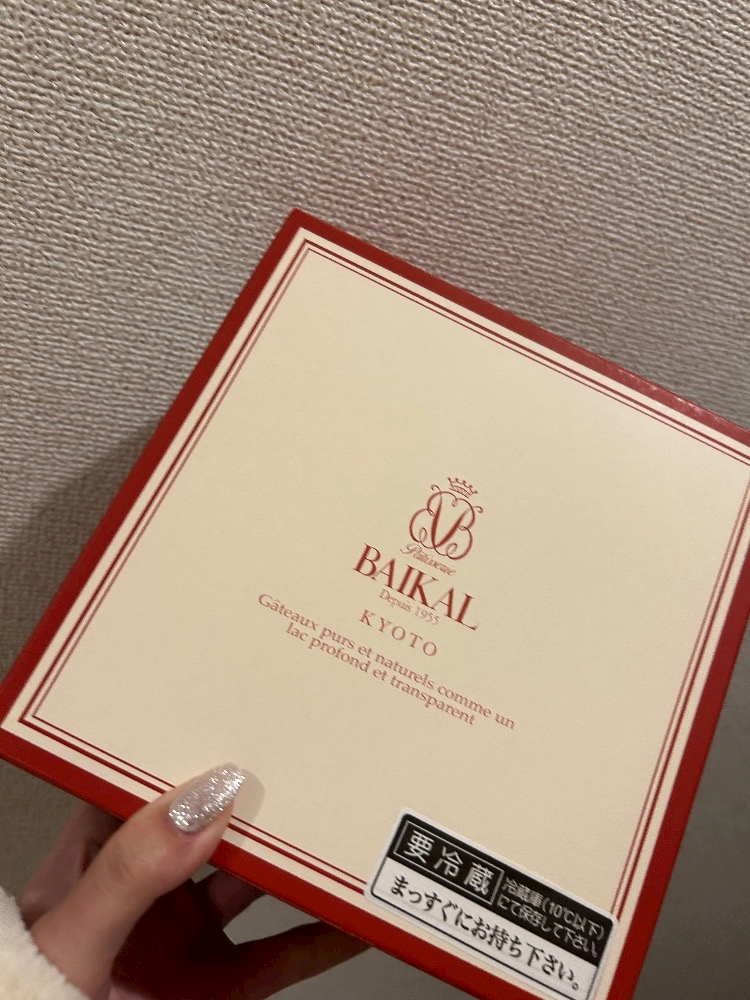 Pâtisserie
BAIKAL
Depuis 1955
KYOTO
Gâteaux purs et naturels comme un
lac profond et transparent
要冷蔵
冷蔵庫(10℃以下)
にて保存して下さい。
まっすぐにお持ち下さい。